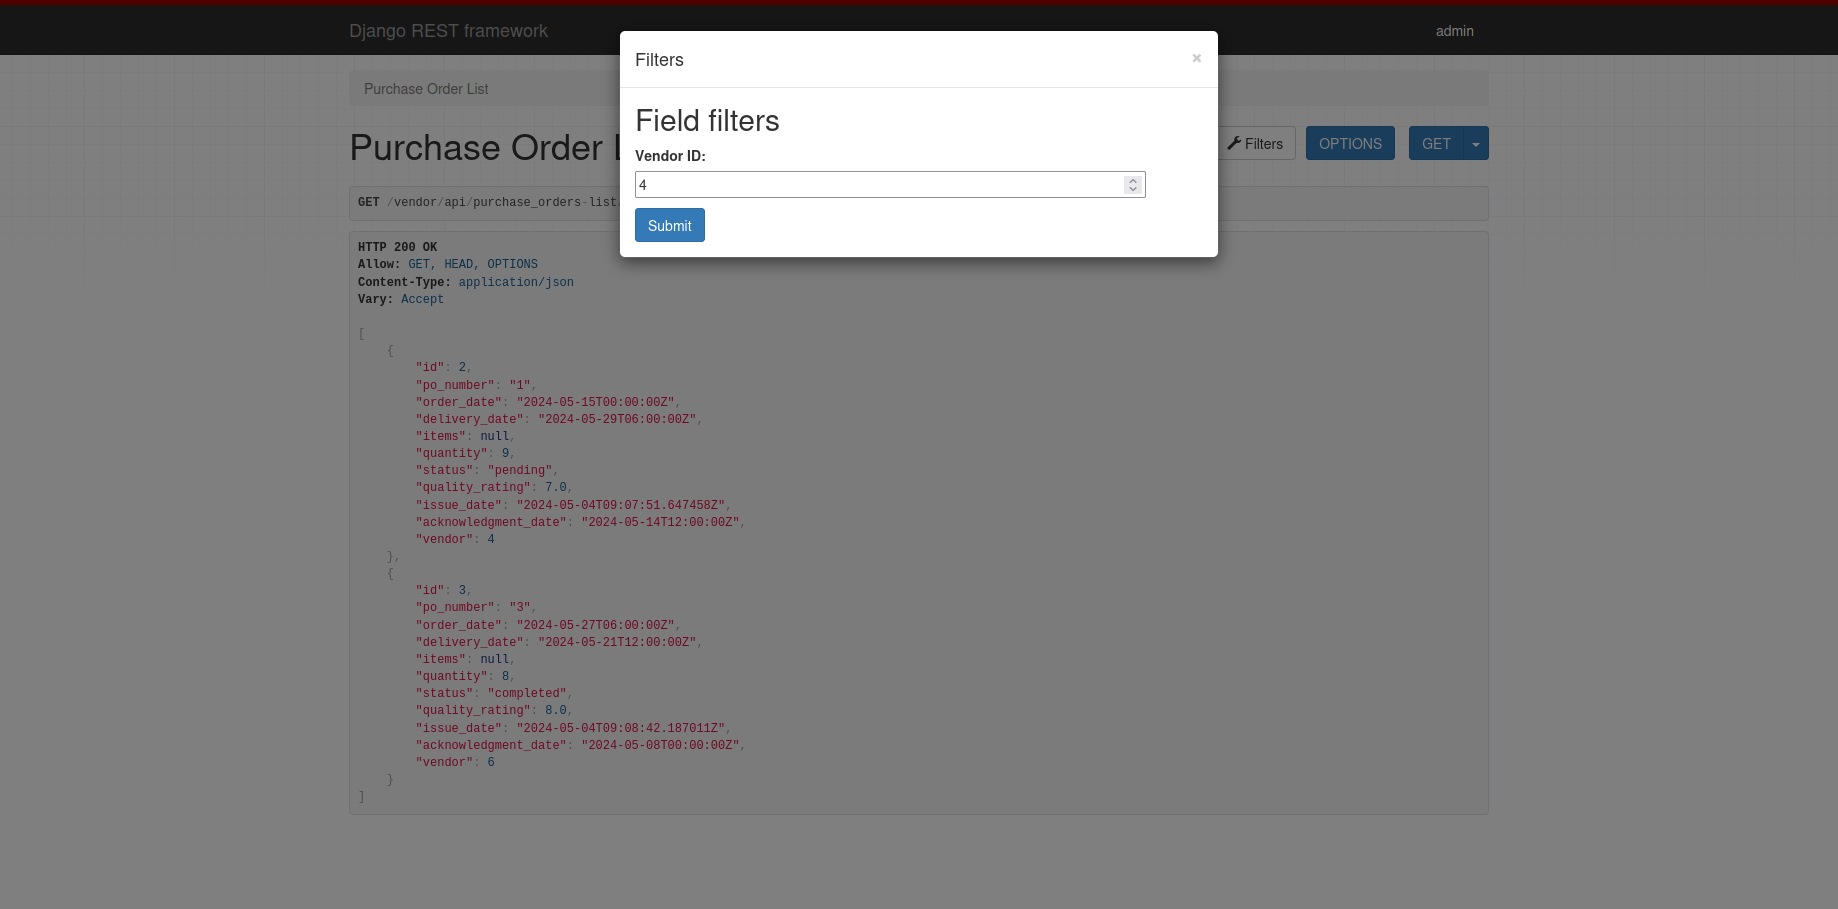 Django REST framework
admin
Filters
×
Purchase Order List
Field filters
Purchase Order
Filters
OPTIONS
GET
Vendor ID:
4
GET /vendor/api/purchase_orders-list
Submit
HTTP 200 OK
Allow: GET, HEAD, OPTIONS
Content-Type: application/json
Vary: Accept
[
{
"id": 2,
"po_number": "1",
"order_date": "2024-05-15T00:00:00Z",
"delivery_date": "2024-05-29T06:00:00Z",
"items": null,
"quantity": 9,
"status": "pending",
"quality_rating": 7.0,
"issue_date": "2024-05-04T09:07:51.647458Z",
"acknowledgment_date": "2024-05-14T12:00:00Z",
"vendor": 4
},
{
"id": 3,
"po_number": "3",
"order_date": "2024-05-27T06:00:00Z",
"delivery_date": "2024-05-21T12:00:00Z",
"items": null,
"quantity": 8,
"status": "completed",
"quality_rating": 8.0,
"issue_date": "2024-05-04T09:08:42.187011Z",
"acknowledgment_date": "2024-05-08T00:00:00Z",
"vendor": 6
}
]